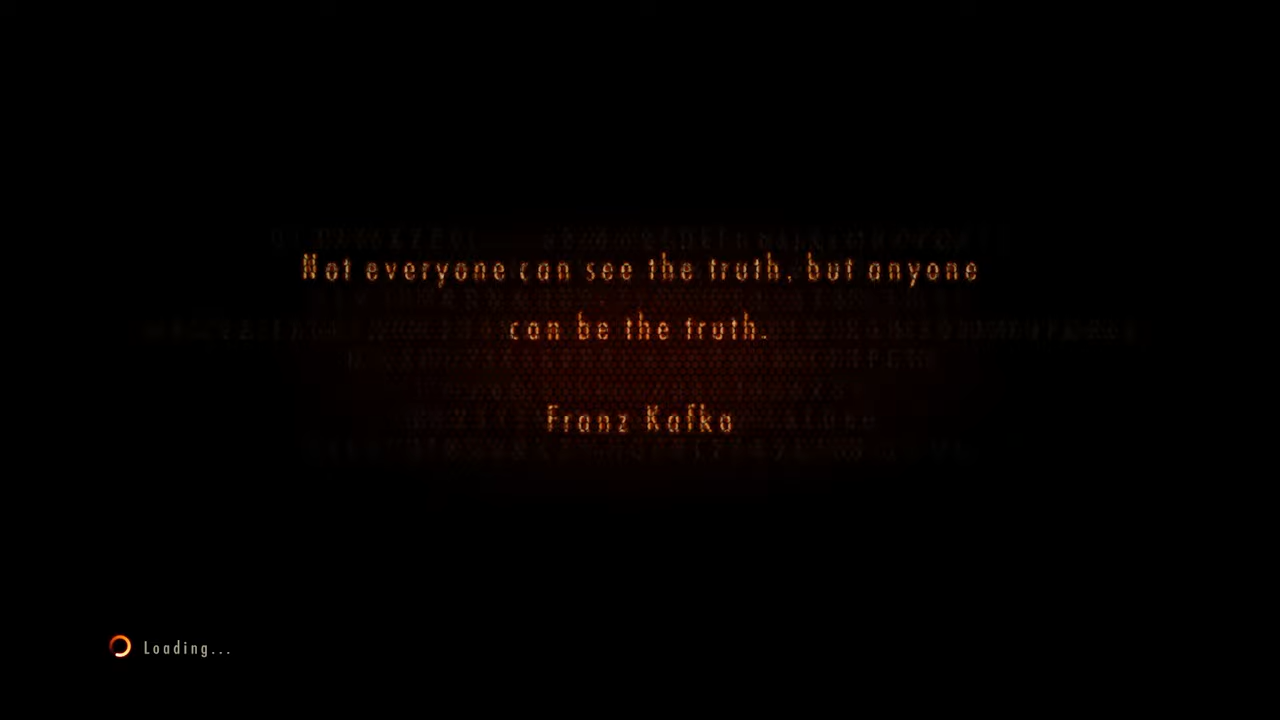 Not everyone can see the truth, but anyone
can be the truth.
Franz Kafka
Loading...